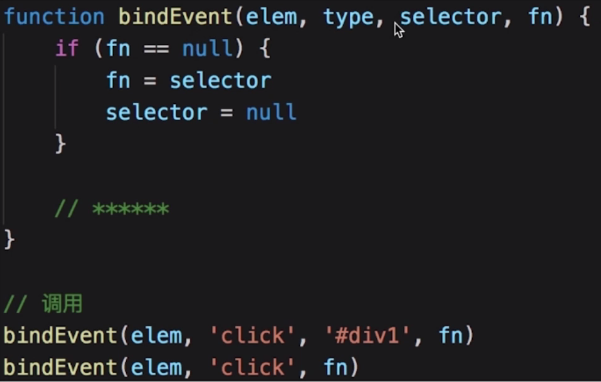 function bindEvent(elem, type, selector, fn) {
    if (fn == null) {
        fn = selector
        selector = null
    }
    // ******
}
// 调用
bindEvent(elem, 'click', '#div1', fn)
bindEvent(elem, 'click', fn)